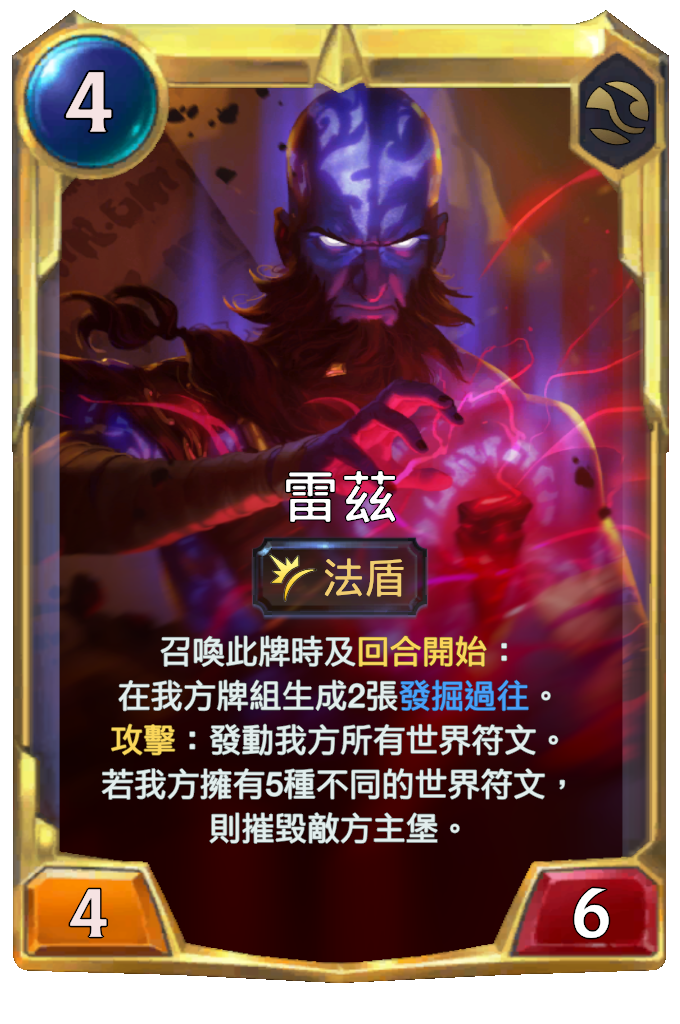 4
雷茲
法盾
召喚此牌時及回合開始：
在我方牌組生成2張發掘過往。
攻擊：發動我方所有世界符文。
若我方擁有5種不同的世界符文，
則摧毀敵方主堡。
4
6